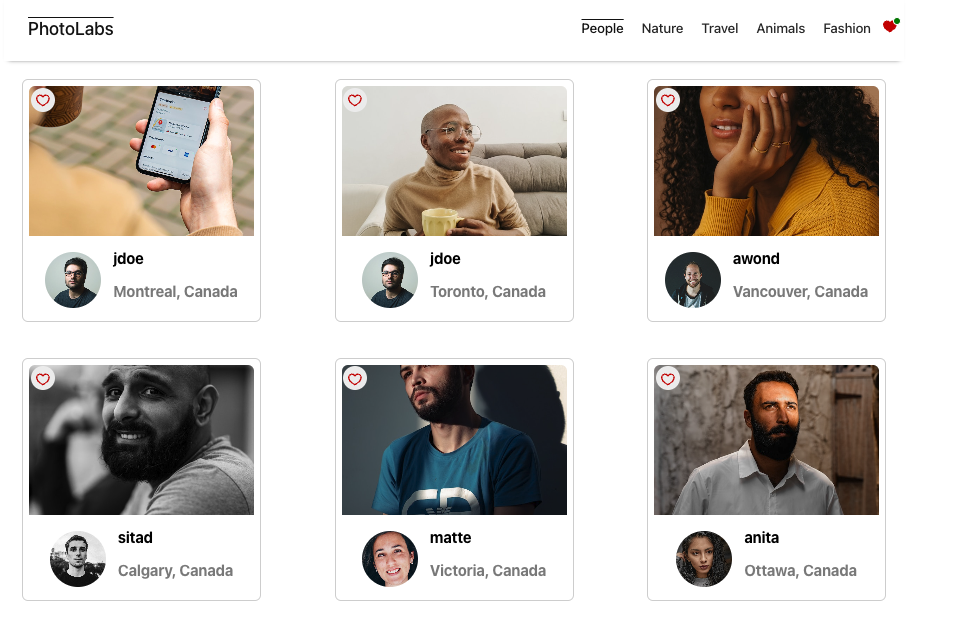 PhotoLabs
People Nature Travel Animals Fashion
jdoe
Montreal, Canada
jdoe
Toronto, Canada
awond
Vancouver, Canada
sitad
Calgary, Canada
matte
Victoria, Canada
anita
Ottawa, Canada